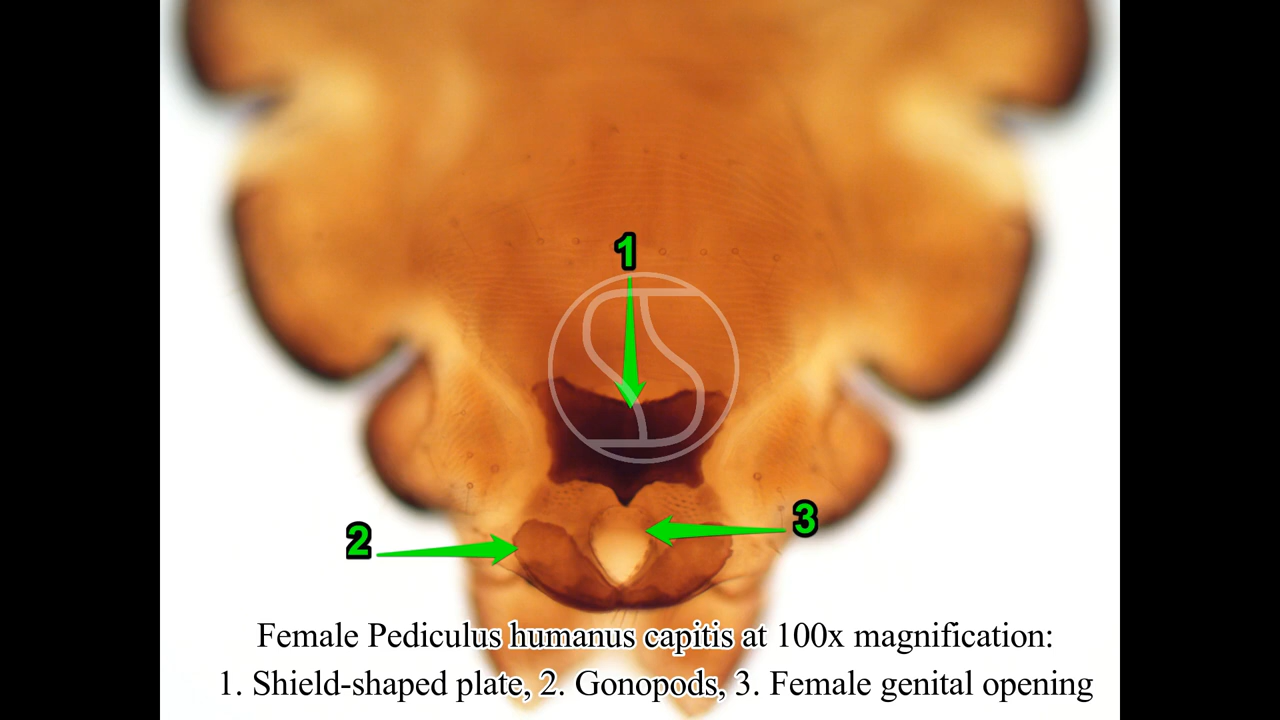 1
2
3
Female Pediculus humanus capitis at 100x magnification:
1. Shield-shaped plate, 2. Gonopods, 3. Female genital opening